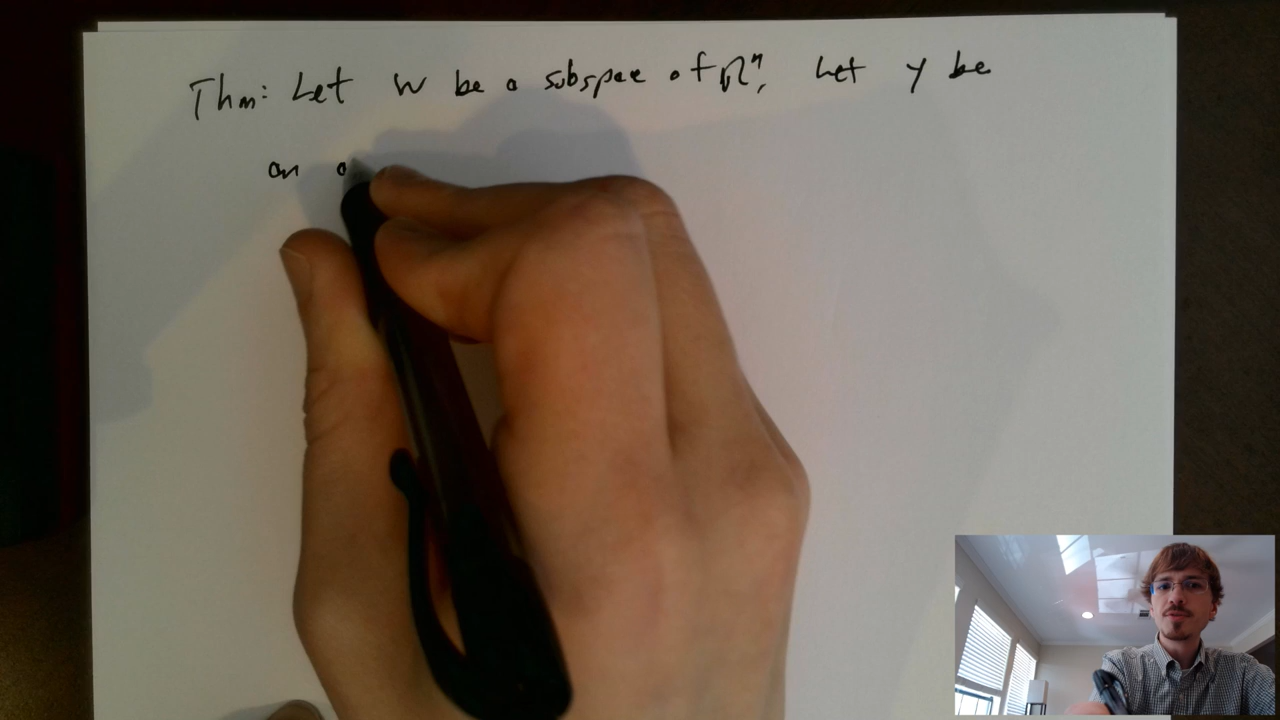 Thm: Let W be a subspace of ℝⁿ, Let y be
an a